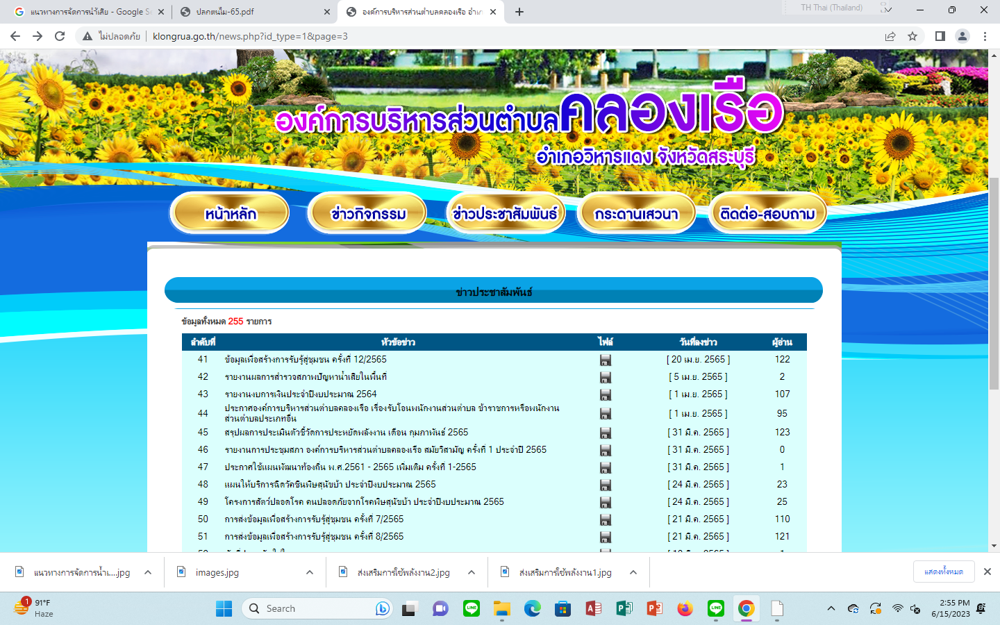 แนวทางการจัดการน้ำเสีย - Google Se
ปลูกต้นไม้-65.pdf
องค์การบริหารส่วนตำบลคลองเรือ อำเภ
TH Thai (Thailand)
ไม่ปลอดภัย
klongrua.go.th/news.php?id_type=1&page=3
องค์การบริหารส่วนตำบลคลองเรือ
อำเภอวิหารแดง จังหวัดสระบุรี
หน้าหลัก
ข่าวกิจกรรม
ข่าวประชาสัมพันธ์
กระดานเสวนา
ติดต่อ-สอบถาม
ข่าวประชาสัมพันธ์
ข้อมูลทั้งหมด 255 รายการ
ลำดับที่ หัวข้อข่าว ไฟล์ วันที่ลงข่าว ผู้อ่าน
41 ข้อมูลเพื่อสร้างการรับรู้สู่ชุมชน ครั้งที่ 12/2565 [ 20 เม.ย. 2565 ] 122
42 รายงานผลการสำรวจสภาพปัญหาน้ำเสียในพื้นที่ [ 5 เม.ย. 2565 ] 2
43 รายงานงบการเงินประจำปีงบประมาณ 2564 [ 1 เม.ย. 2565 ] 107
44 ประกาศองค์การบริหารส่วนตำบลคลองเรือ เรื่องรับโอนพนักงานส่วนตำบล ข้าราชการหรือพนักงาน
ส่วนตำบลประเภทอื่น [ 1 เม.ย. 2565 ] 95
45 สรุปผลการประเมินตัวชี้วัดการประหยัดพลังงาน เดือน กุมภาพันธ์ 2565 [ 31 มี.ค. 2565 ] 123
46 รายงานการประชุมสภา องค์การบริหารส่วนตำบลคลองเรือ สมัยวิสามัญ ครั้งที่ 1 ประจำปี 2565 [ 31 มี.ค. 2565 ] 0
47 ประกาศใช้แผนพัฒนาท้องถิ่น พ.ศ.2561 - 2565 เพิ่มเติม ครั้งที่ 1-2565 [ 31 มี.ค. 2565 ] 1
48 แผนให้บริการฉีดวัคซีนพิษสุนัขบ้า ประจำปีงบประมาณ 2565 [ 24 มี.ค. 2565 ] 23
49 โครงการสัตว์ปลอดโรค คนปลอดภัยจากโรคพิษสุนัขบ้า ประจำปีงบประมาณ 2565 [ 24 มี.ค. 2565 ] 25
50 การส่งข้อมูลเพื่อสร้างการรับรู้สู่ชุมชน ครั้งที่ 7/2565 [ 21 มี.ค. 2565 ] 110
51 การส่งข้อมูลเพื่อสร้างการรับรู้สู่ชุมชน ครั้งที่ 8/2565 [ 21 มี.ค. 2565 ] 121
แนวทางการจัดการน้ำเ....jpg
images.jpg
ส่งเสริมการใช้พลังงาน2.jpg
ส่งเสริมการใช้พลังงาน1.jpg
แสดงทั้งหมด
1
91°F
Haze
Search
2:55 PM
6/15/2023